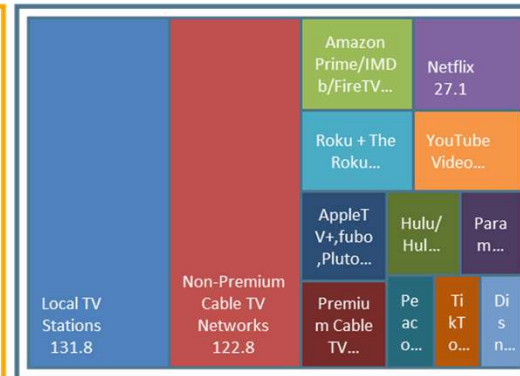 Local TV
Stations
131.8
Non-Premium
Cable TV
Networks
122.8
Amazon
Prime/IMD
b/FireTV...
Netflix
27.1
Roku + The
Roku...
YouTube
Video...
AppleT
V+,fubo
,Pluto...
Hulu/
Hul...
Para
m...
Premiu
m Cable
TV...
Pe
ac
o...
Ti
kT
o...
Di
s
n...